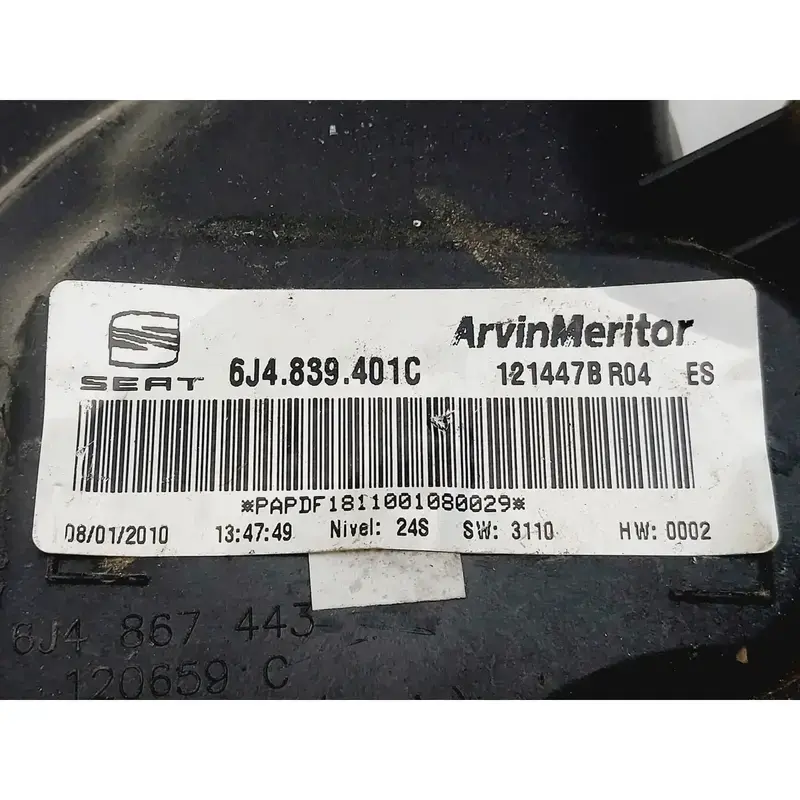 ArvinMeritor
SEAT 6J4.839.401C 121447B R04 ES
*PAPDF1811001080029*
08/01/2010 13:47:49 Nivel: 24S SW: 3110 HW: 0002
6J4 867 443
120659 C